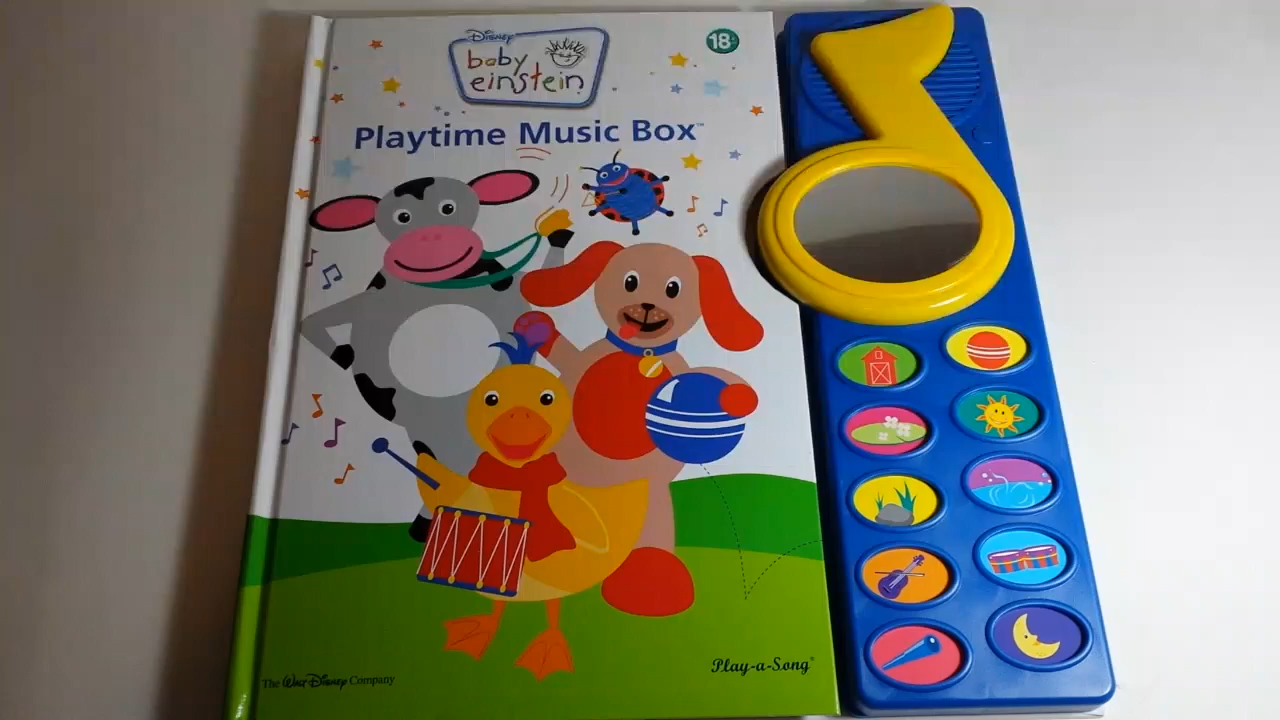 Disney
baby
einstein
18+
Playtime Music Box™
Play-a-Song®
The Walt Disney Company